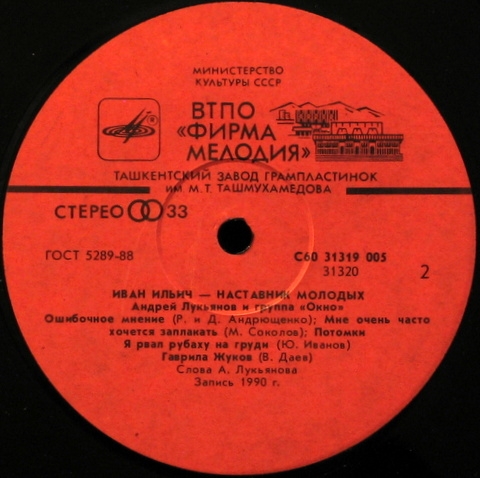 МИНИСТЕРСТВО
КУЛЬТУРЫ СССР
ВТПО
«ФИРМА
МЕЛОДИЯ»
ТАШКЕНТСКИЙ ЗАВОД ГРАМПЛАСТИНОК
им М. Т. ТАШМУХАМЕДОВА
СТЕРЕО 33
ГОСТ 5289-88
С60 31319 005
31320
2
ИВАН ИЛЬИЧ — НАСТАВНИК МОЛОДЫХ
Андрей Лукьянов и группа «Окно»
Ошибочное мнение (Р. и Д. Андрющенко); Мне очень часто
хочется заплакать (М. Соколов); Потомки
Я рвал рубаху на груди (Ю. Иванов)
Гаврила Жуков (В. Даев)
Слова А. Лукьянова
Запись 1990 г.